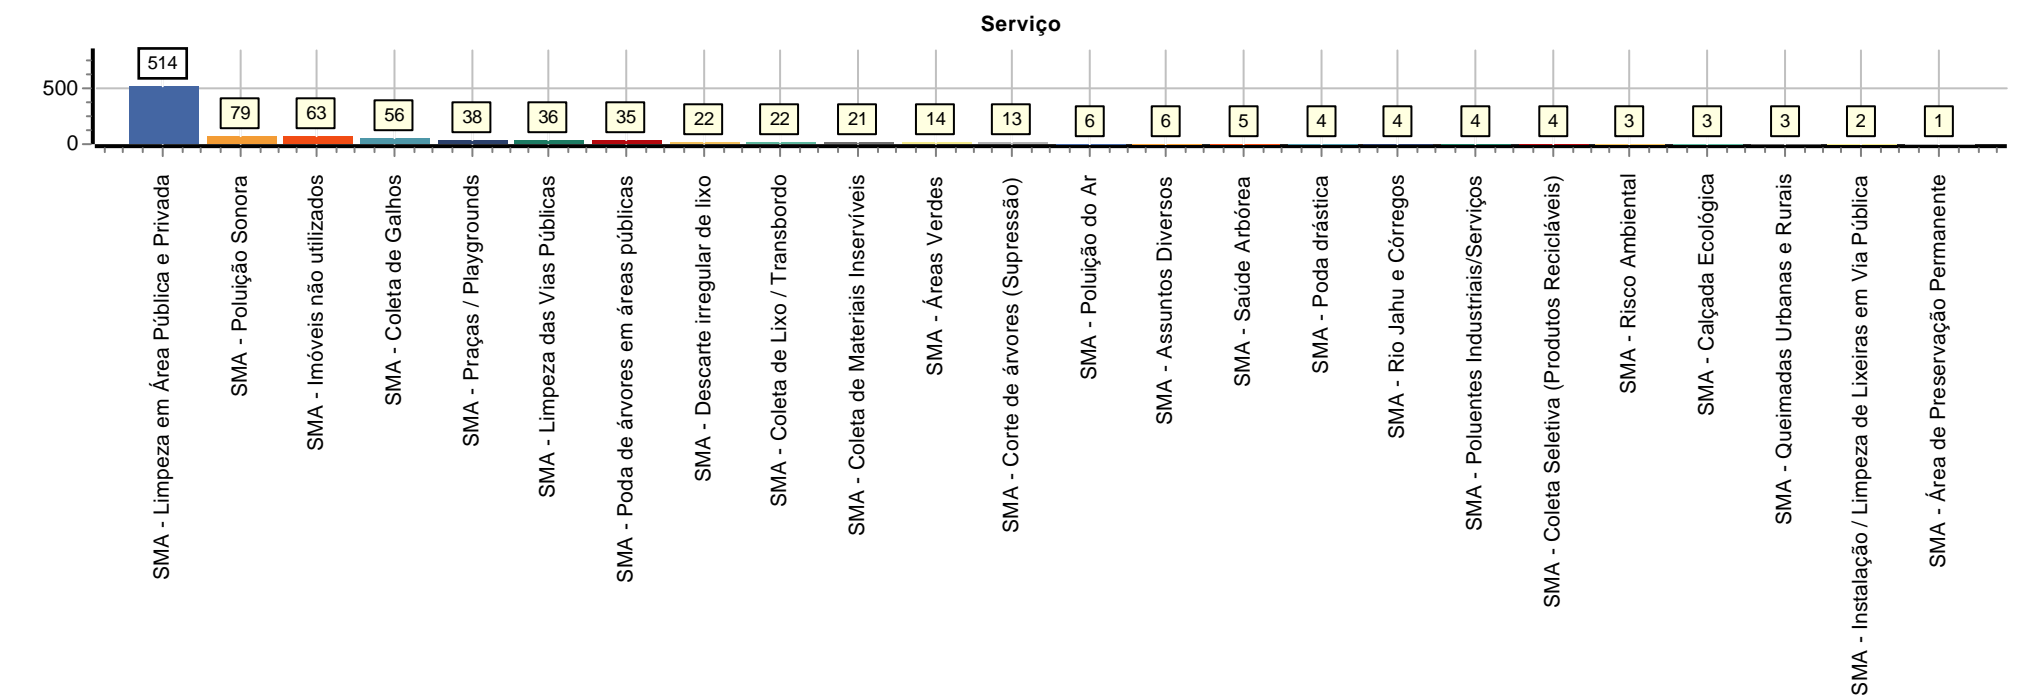 Serviço
500
0
514
79
63
56
38
36
35
22
22
21
14
13
6
6
5
4
4
4
4
3
3
3
2
1
SMA - Limpeza em Área Pública e Privada
SMA - Poluição Sonora
SMA - Imóveis não utilizados
SMA - Coleta de Galhos
SMA - Praças / Playgrounds
SMA - Limpeza das Vias Públicas
SMA - Poda de árvores em áreas públicas
SMA - Descarte irregular de lixo
SMA - Coleta de Lixo / Transbordo
SMA - Coleta de Materiais Inservíveis
SMA - Áreas Verdes
SMA - Corte de árvores (Supressão)
SMA - Poluição do Ar
SMA - Assuntos Diversos
SMA - Saúde Arbórea
SMA - Poda drástica
SMA - Rio Jahu e Córregos
SMA - Poluentes Industriais/Serviços
SMA - Coleta Seletiva (Produtos Recicláveis)
SMA - Risco Ambiental
SMA - Calçada Ecológica
SMA - Queimadas Urbanas e Rurais
SMA - Instalação / Limpeza de Lixeiras em Via Pública
SMA - Área de Preservação Permanente